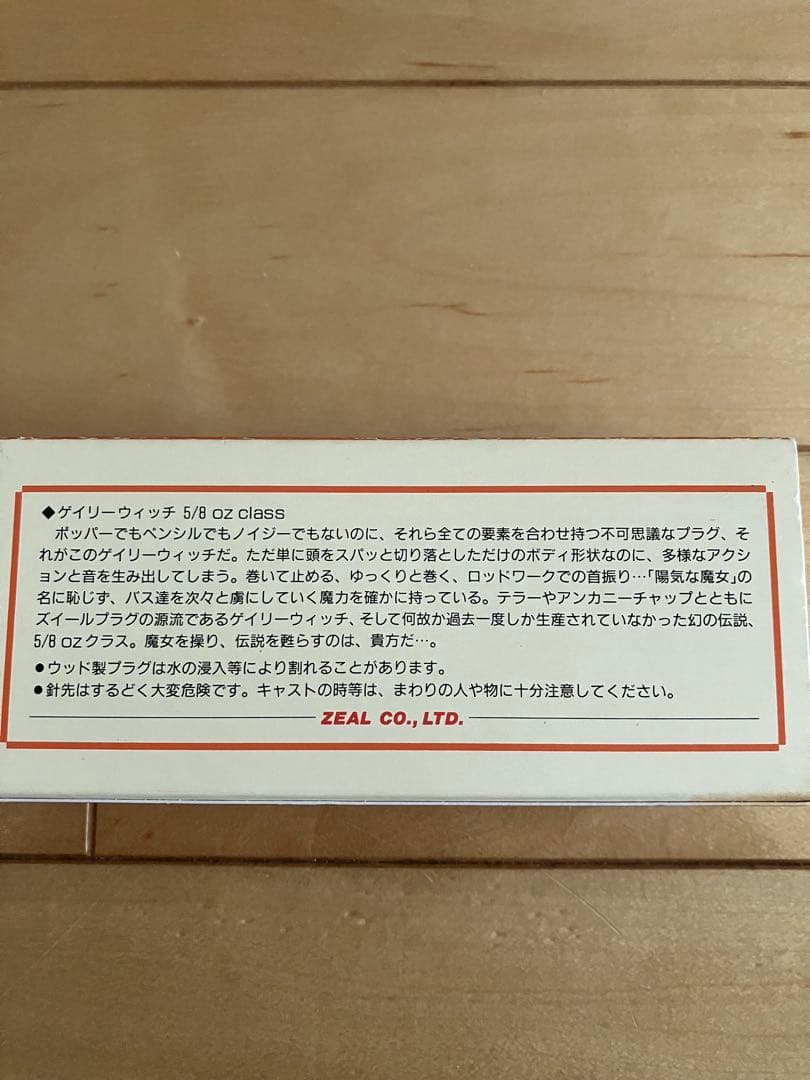 ◆ゲイリーウィッチ 5/8 oz class
ポッパーでもペンシルでもノイジーでもないのに、それら全ての要素を合わせ持つ不可思議なプラグ、そ
れがこのゲイリーウィッチだ。ただ単に頭をスパッと切り落としただけのボディ形状なのに、多様なアクシ
ョンと音を生み出してしまう。巻いて止める、ゆっくりと巻く、ロッドワークでの首振り…「陽気な魔女」の
名に恥じず、バス達を次々と虜にしていく魔力を確かに持っている。テラーやアンカニーチャップとともに
ズイールプラグの源流であるゲイリーウィッチ、そして何故か過去一度しか生産されていなかった幻の伝説、
5/8 ozクラス。魔女を操り、伝説を甦らすのは、貴方だ…。
●ウッド製プラグは水の浸入等により割れることがあります。
●針先はするどく大変危険です。キャストの時等は、まわりの人や物に十分注意してください。
ZEAL CO., LTD.